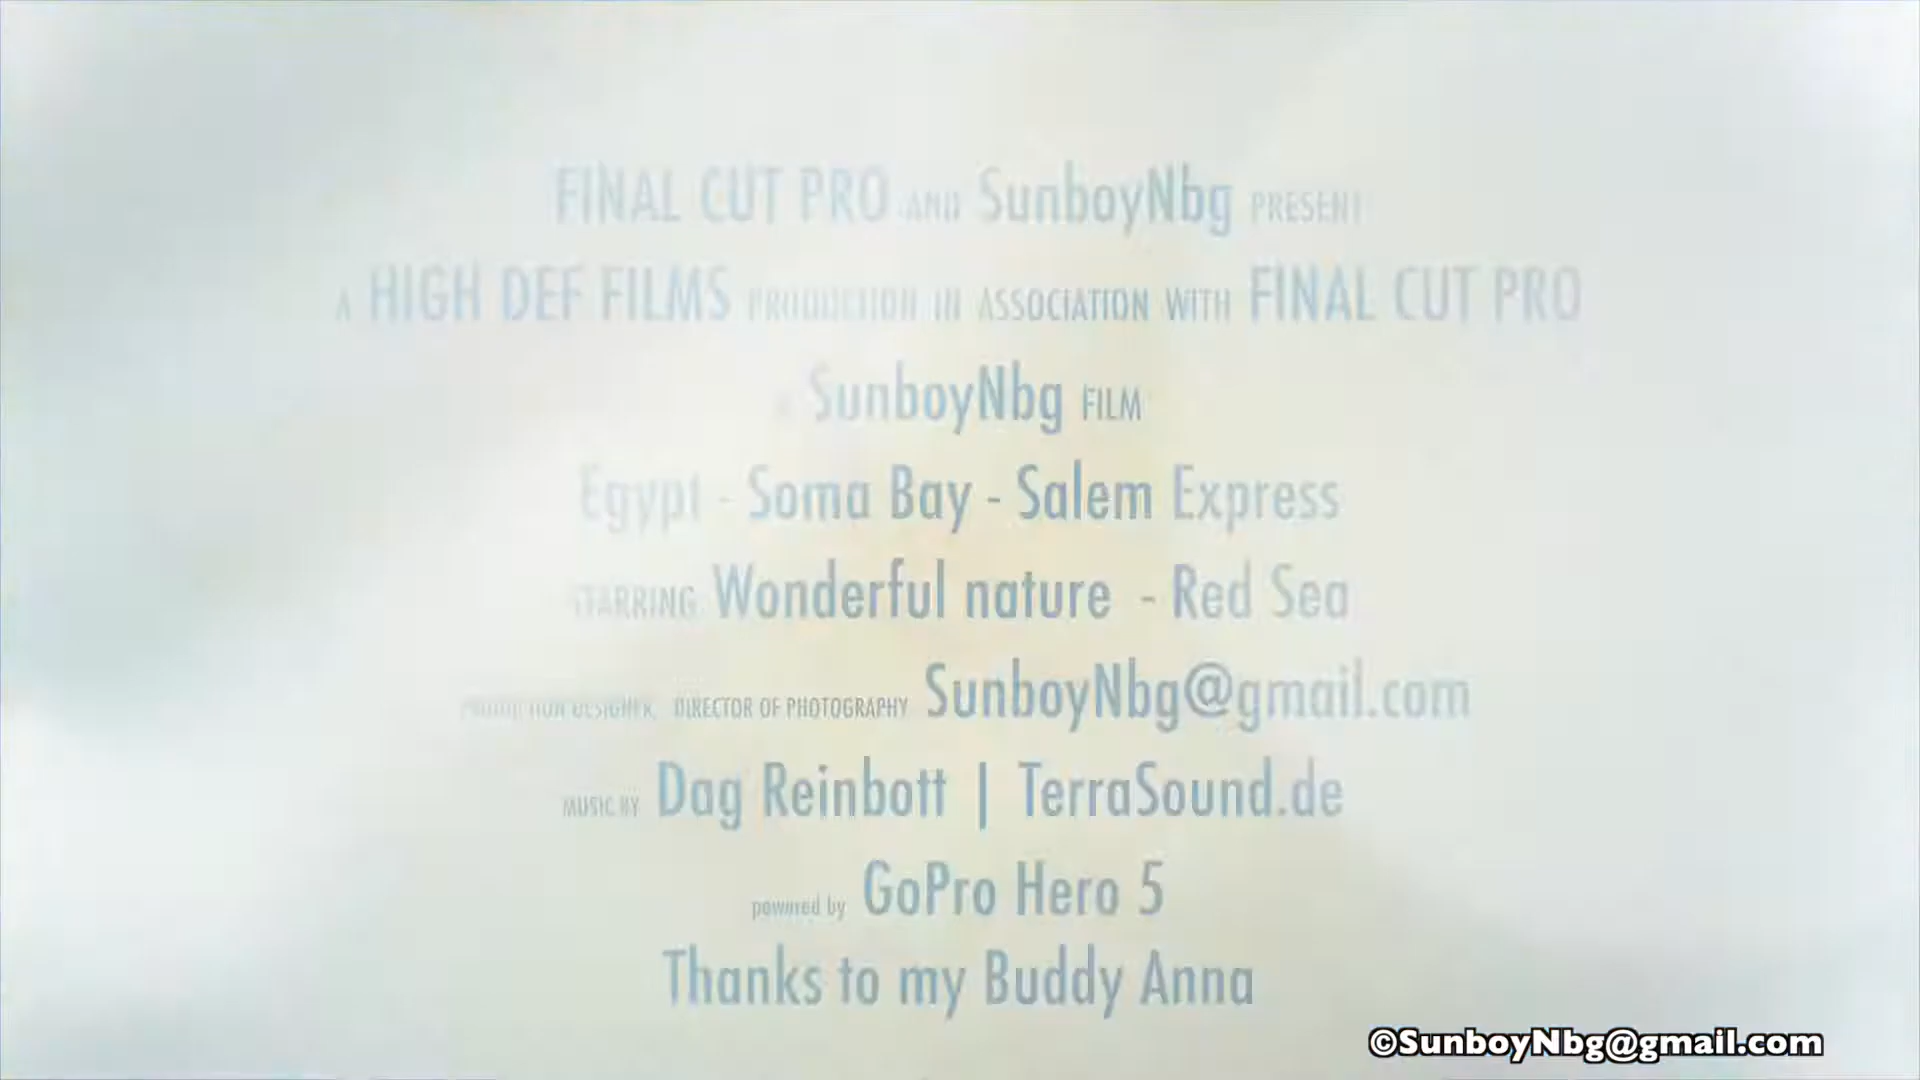 FINAL CUT PRO AND SunboyNbg PRESENT
A HIGH DEF FILMS PRODUCTION IN ASSOCIATION WITH FINAL CUT PRO
SunboyNbg FILM
Egypt - Soma Bay - Salem Express
STARRING Wonderful nature - Red Sea
PRODUCTION DESIGNER, DIRECTOR OF PHOTOGRAPHY SunboyNbg@gmail.com
MUSIC BY Dag Reinbott | TerraSound.de
powered by GoPro Hero 5
Thanks to my Buddy Anna
©SunboyNbg@gmail.com